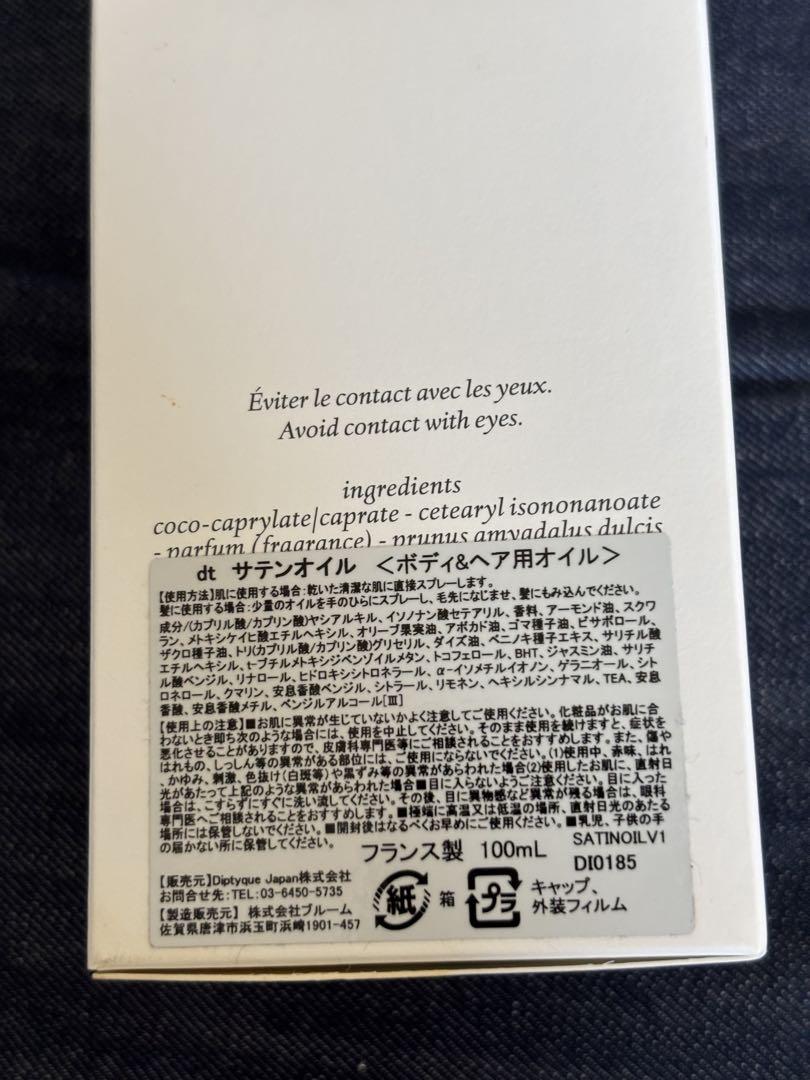 Éviter le contact avec les yeux.
Avoid contact with eyes.
ingredients
coco-caprylate|caprate - cetearyl isononanoate
- parfum (fragrance) - prunus amygdalus dulcis
dt サテンオイル <ボディ&ヘア用オイル>
【使用方法】肌に使用する場合:乾いた清潔な肌に直接スプレーします。
髪に使用する場合:少量のオイルを手のひらにスプレーし、毛先になじませ、髪にもみ込んでください。
成分/(カプリル酸/カプリン酸)ヤシアルキル、イソノナン酸セテアリル、香料、アーモンド油、スクワ
ラン、メトキシケイヒ酸エチルヘキシル、オリーブ果実油、アボカド油、ゴマ種子油、ビサボロール、
ザクロ種子油、トリ(カプリル酸/カプリン酸)グリセリル、ダイズ油、ベニノキ種子エキス、サリチル酸
エチルヘキシル、t-ブチルメトキシジベンゾイルメタン、トコフェロール、BHT、ジャスミン油、サリチ
ル酸ベンジル、リナロール、ヒドロキシシトロネラール、α-イソメチルイオノン、ゲラニオール、シト
ロネロール、クマリン、安息香酸ベンジル、シトラール、リモネン、ヘキシルシンナマル、TEA、安息
香酸、安息香酸メチル、ベンジルアルコール[Ⅲ]
【使用上の注意】■お肌に異常が生じていないかよく注意してご使用ください。化粧品がお肌に合
わないとき即ち次のような場合には、使用を中止してください。そのまま使用を続けますと、症状を
悪化させることがありますので、皮膚科専門医等にご相談されることをおすすめします。また、傷や
はれもの、しっしん等の異常がある部位には、ご使用にならないでください。(1)使用中、赤味、はれ
、かゆみ、刺激、色抜け(白斑等)や黒ずみ等の異常があらわれた場合(2)使用したお肌に、直射日
光があたって上記のような異常があらわれた場合■目に入らないようご注意ください。目に入った
場合は、こすらずにすぐに洗い流してください。その後、目に異物感など異常が残る場合は、眼科
専門医へご相談されることをおすすめします。■極端に高温又は低温の場所、直射日光のあたる
場所には保管しないでください。■開封後はなるべくお早めにご使用ください。■乳児、子供の手
の届かない所に保管してください。
SATINOILV1
フランス製 100mL
DI0185
【販売元】Diptyque Japan株式会社
お問合せ先:TEL:03-6450-5735
【製造販売元】 株式会社ブルーム
佐賀県唐津市浜玉町浜崎1901-457
紙
箱
プラ
キャップ、
外装フィルム